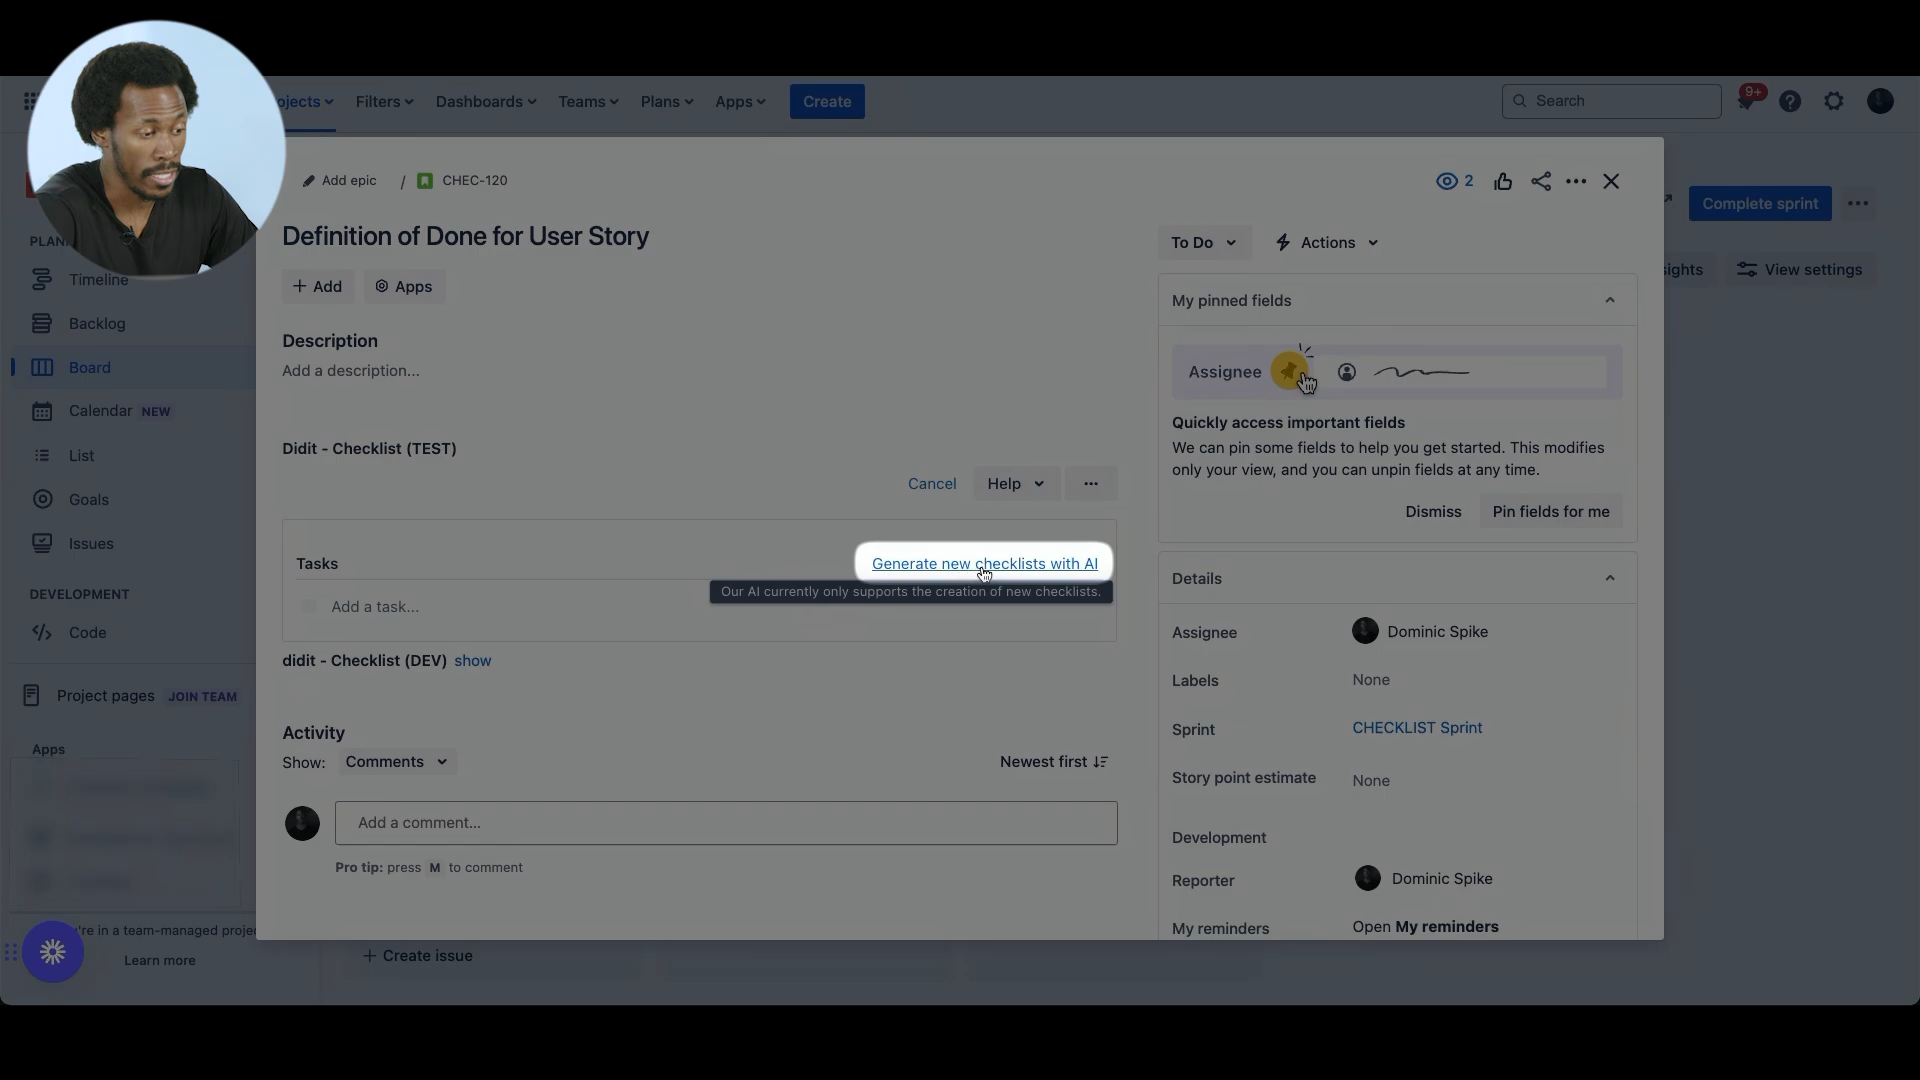 ojects
Filters
Dashboards
Teams
Plans
Apps
Create
Search
9+
Add epic / CHEC-120
2
Complete sprint
Definition of Done for User Story
To Do
Actions
+ Add
Apps
ights
View settings
PLAN
Timeline
Backlog
Board
Calendar NEW
List
Goals
Issues
DEVELOPMENT
Code
Project pages JOIN TEAM
Apps
're in a team-managed proje
Learn more
Description
Add a description...
Didit - Checklist (TEST)
Cancel
Help
Tasks
Generate new checklists with AI
Our AI currently only supports the creation of new checklists.
Add a task...
didit - Checklist (DEV) show
Activity
Show: Comments
Newest first
Add a comment...
Pro tip: press M to comment
+ Create issue
My pinned fields
Assignee
Quickly access important fields
We can pin some fields to help you get started. This modifies
only your view, and you can unpin fields at any time.
Dismiss
Pin fields for me
Details
Assignee Dominic Spike
Labels None
Sprint CHECKLIST Sprint
Story point estimate None
Development
Reporter Dominic Spike
My reminders Open My reminders